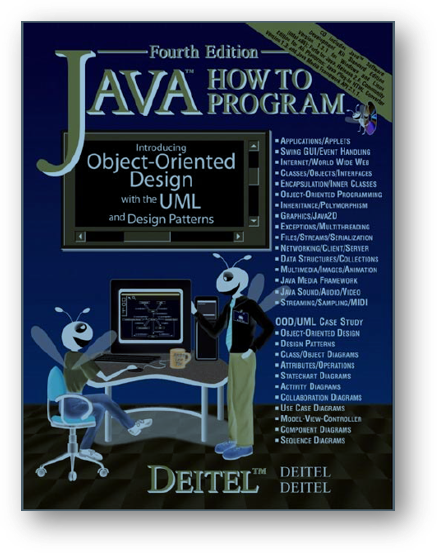 Fourth Edition
JAVA™ HOW TO
PROGRAM
Introducing
Object-Oriented
Design
with the UML
and Design Patterns
APPLICATIONS/APPLETS
SWING GUI/EVENT HANDLING
INTERNET/WORLD WIDE WEB
CLASSES/OBJECTS/INTERFACES
ENCAPSULATION/INNER CLASSES
OBJECT-ORIENTED PROGRAMMING
INHERITANCE/POLYMORPHISM
GRAPHICS/JAVA2D
EXCEPTIONS/MULTITHREADING
FILES/STREAMS/SERIALIZATION
NETWORKING/CLIENT/SERVER
DATA STRUCTURES/COLLECTIONS
MULTIMEDIA/IMAGES/ANIMATION
JAVA MEDIA FRAMEWORK
JAVA SOUND/AUDIO/VIDEO
STREAMING/SAMPLING/MIDI
OOD/UML CASE STUDY
OBJECT-ORIENTED DESIGN
DESIGN PATTERNS
CLASS/OBJECT DIAGRAMS
ATTRIBUTES/OPERATIONS
STATECHART DIAGRAMS
ACTIVITY DIAGRAMS
COLLABORATION DIAGRAMS
USE CASE DIAGRAMS
MODEL-VIEW-CONTROLLER
COMPONENT DIAGRAMS
SEQUENCE DIAGRAMS
DEITEL™ DEITEL
DEITEL